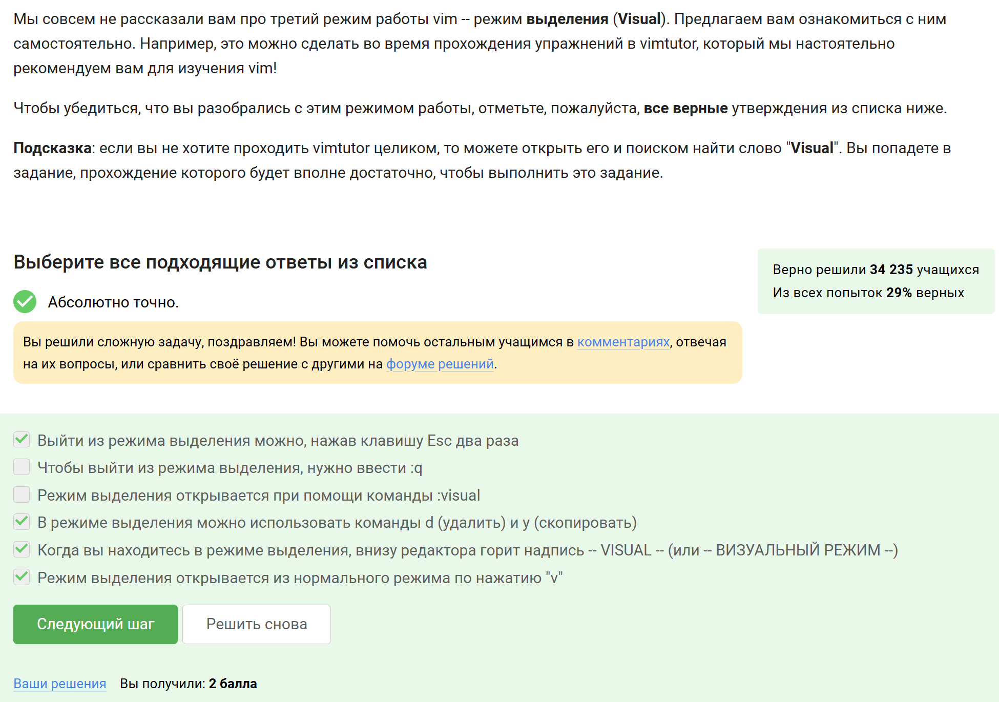 Мы совсем не рассказали вам про третий режим работы vim -- режим выделения (Visual). Предлагаем вам ознакомиться с ним
самостоятельно. Например, это можно сделать во время прохождения упражнений в vimtutor, который мы настоятельно
рекомендуем вам для изучения vim!
Чтобы убедиться, что вы разобрались с этим режимом работы, отметьте, пожалуйста, все верные утверждения из списка ниже.
Подсказка: если вы не хотите проходить vimtutor целиком, то можете открыть его и поиском найти слово "Visual". Вы попадете в
задание, прохождение которого будет вполне достаточно, чтобы выполнить это задание.
Выберите все подходящие ответы из списка
Верно решили 34 235 учащихся
Из всех попыток 29% верных
Абсолютно точно.
Вы решили сложную задачу, поздравляем! Вы можете помочь остальным учащимся в комментариях, отвечая
на их вопросы, или сравнить своё решение с другими на форуме решений.
Выйти из режима выделения можно, нажав клавишу Esc два раза
Чтобы выйти из режима выделения, нужно ввести :q
Режим выделения открывается при помощи команды :visual
В режиме выделения можно использовать команды d (удалить) и y (скопировать)
Когда вы находитесь в режиме выделения, внизу редактора горит надпись -- VISUAL -- (или -- ВИЗУАЛЬНЫЙ РЕЖИМ --)
Режим выделения открывается из нормального режима по нажатию "v"
Следующий шаг
Решить снова
Ваши решения Вы получили: 2 балла